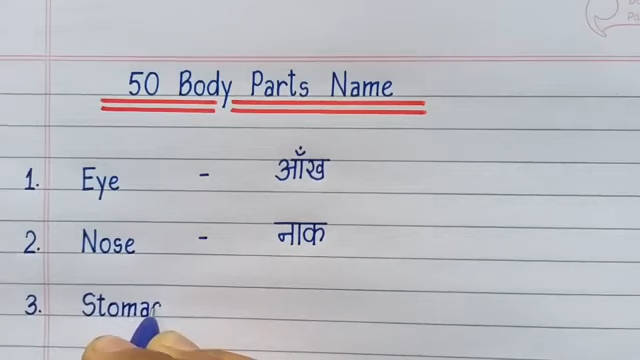 50 Body Parts Name
1. Eye - आँख
2. Nose - नाक
3. Stomac